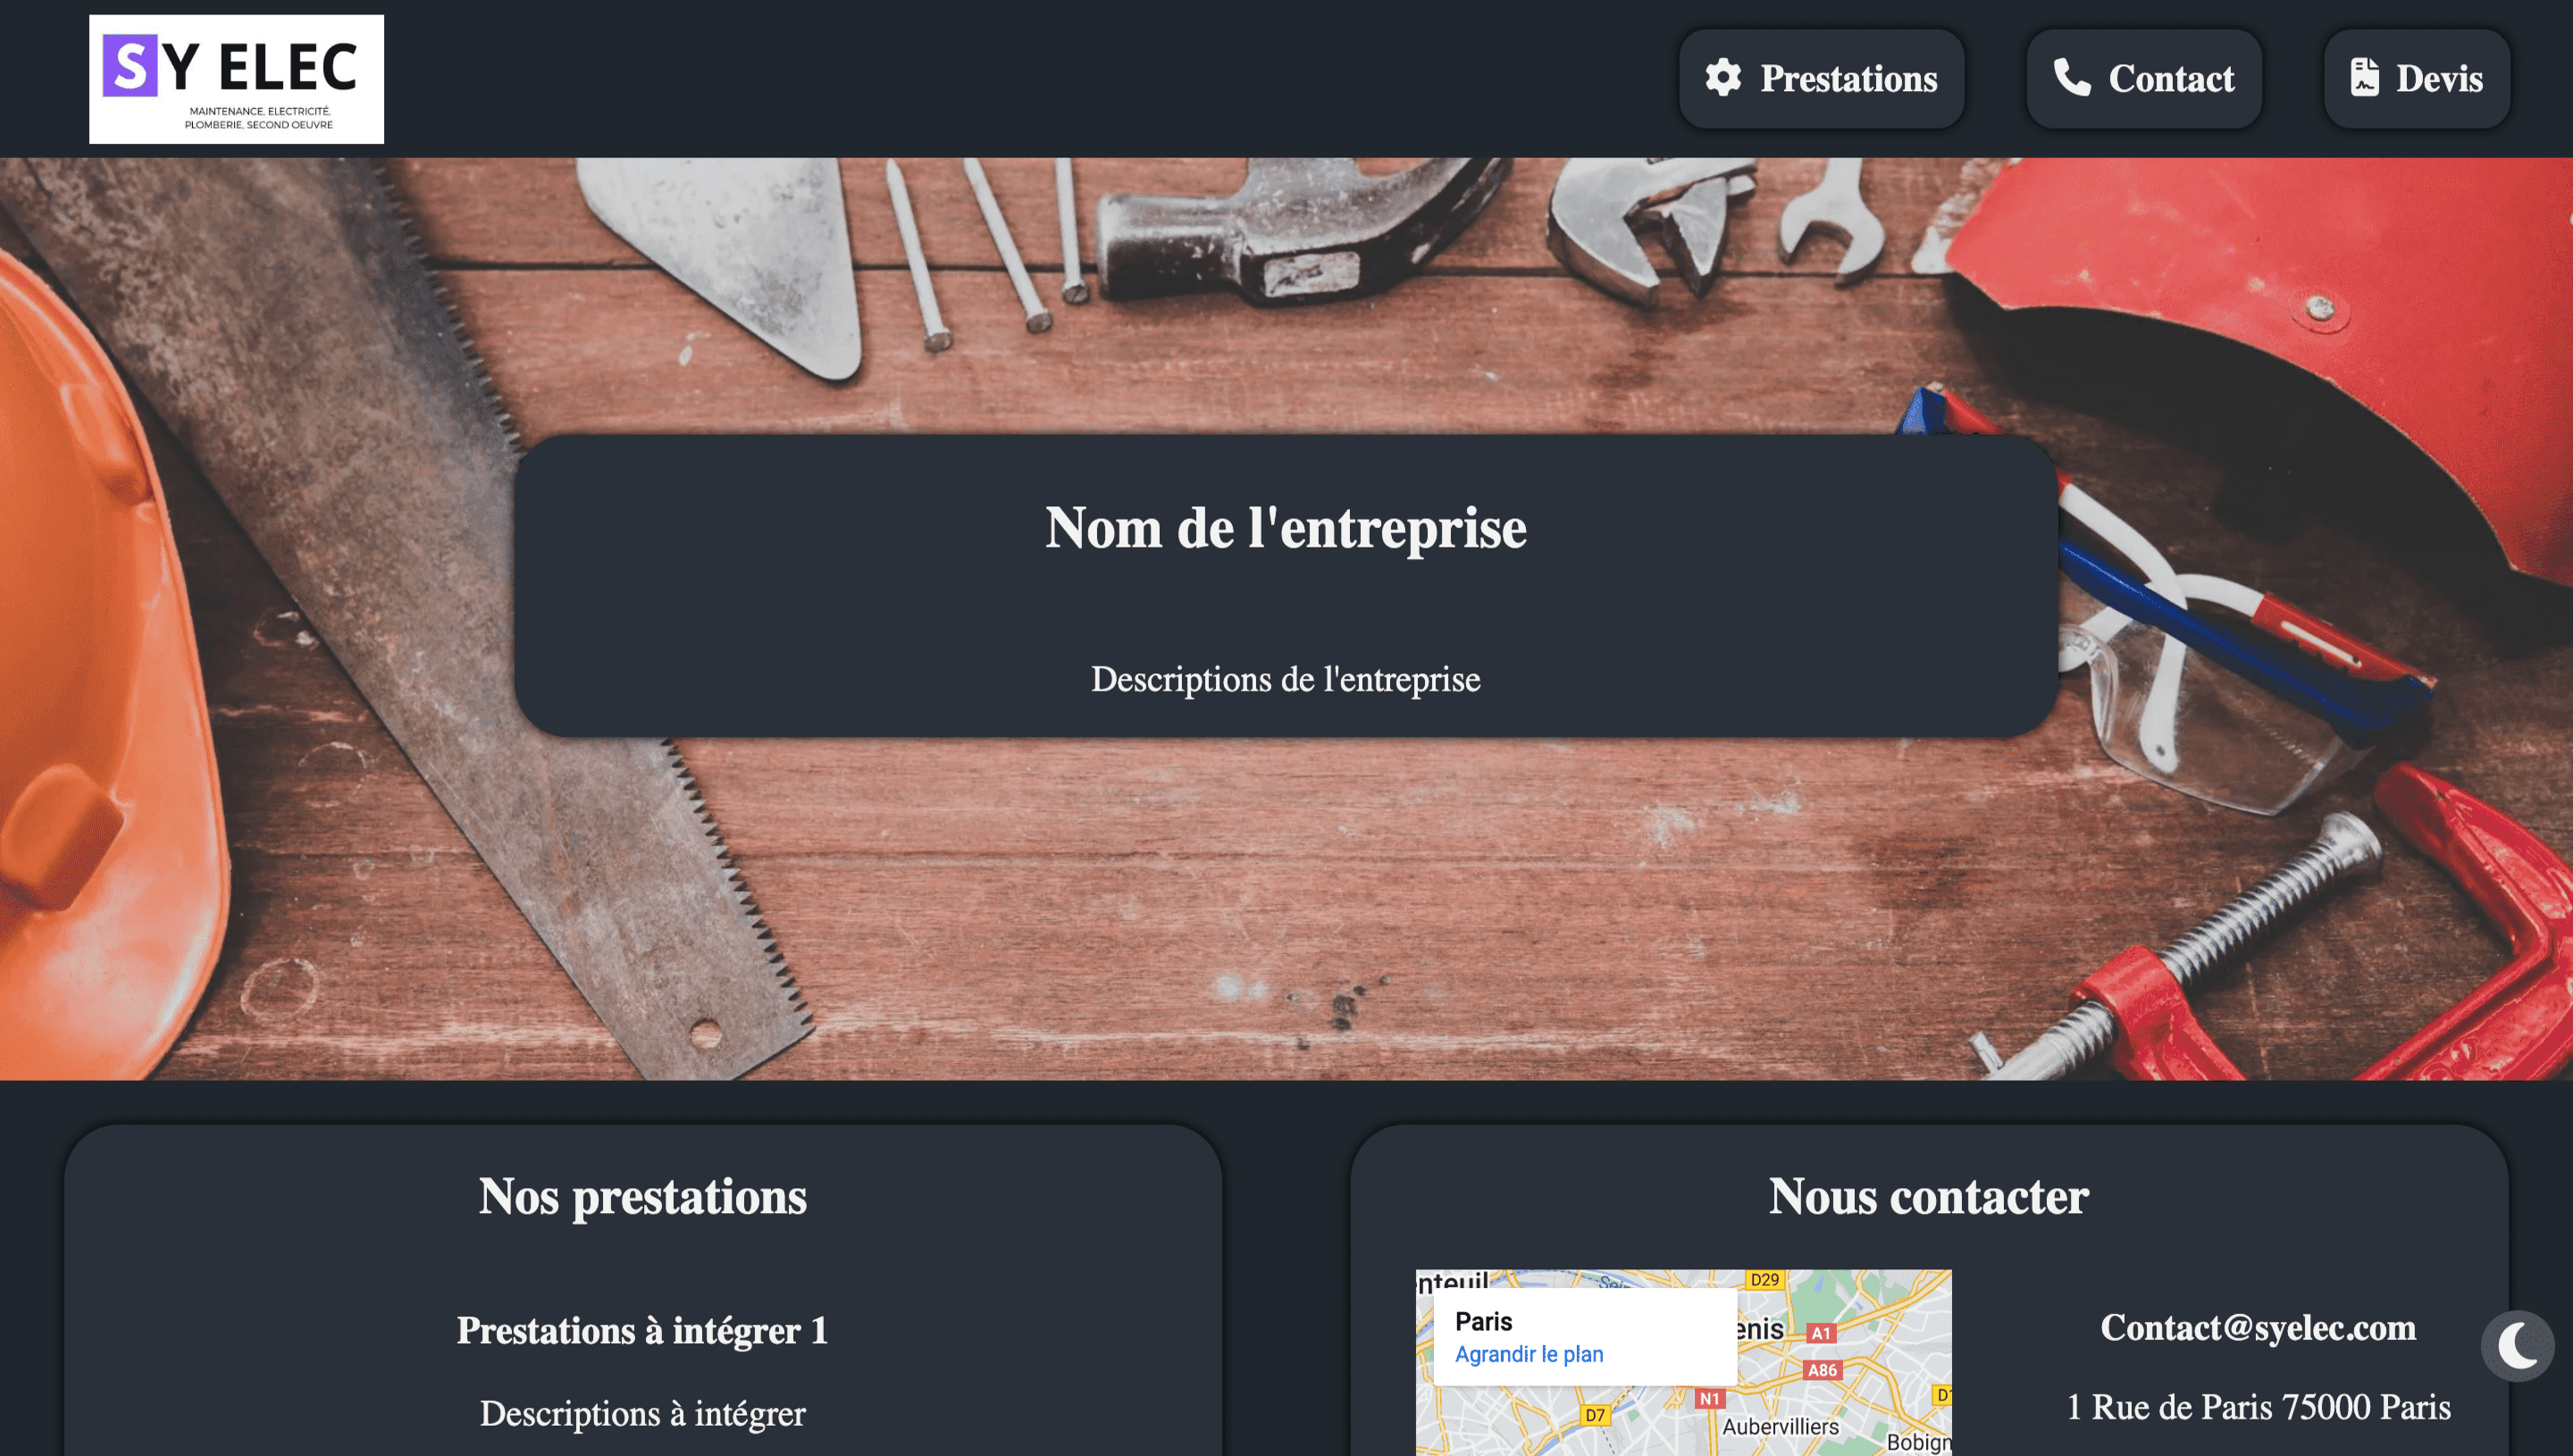 SY ELEC
MAINTENANCE, ELECTRICITÉ,
PLOMBERIE, SECOND OEUVRE
Prestations
Contact
Devis
Nom de l'entreprise
Descriptions de l'entreprise
Nos prestations
Prestations à intégrer 1
Descriptions à intégrer
Nous contacter
nteuil
D29
Paris
Agrandir le plan
enis
A1
A86
N1
D7
Aubervilliers
Bobign
Contact@syelec.com
1 Rue de Paris 75000 Paris